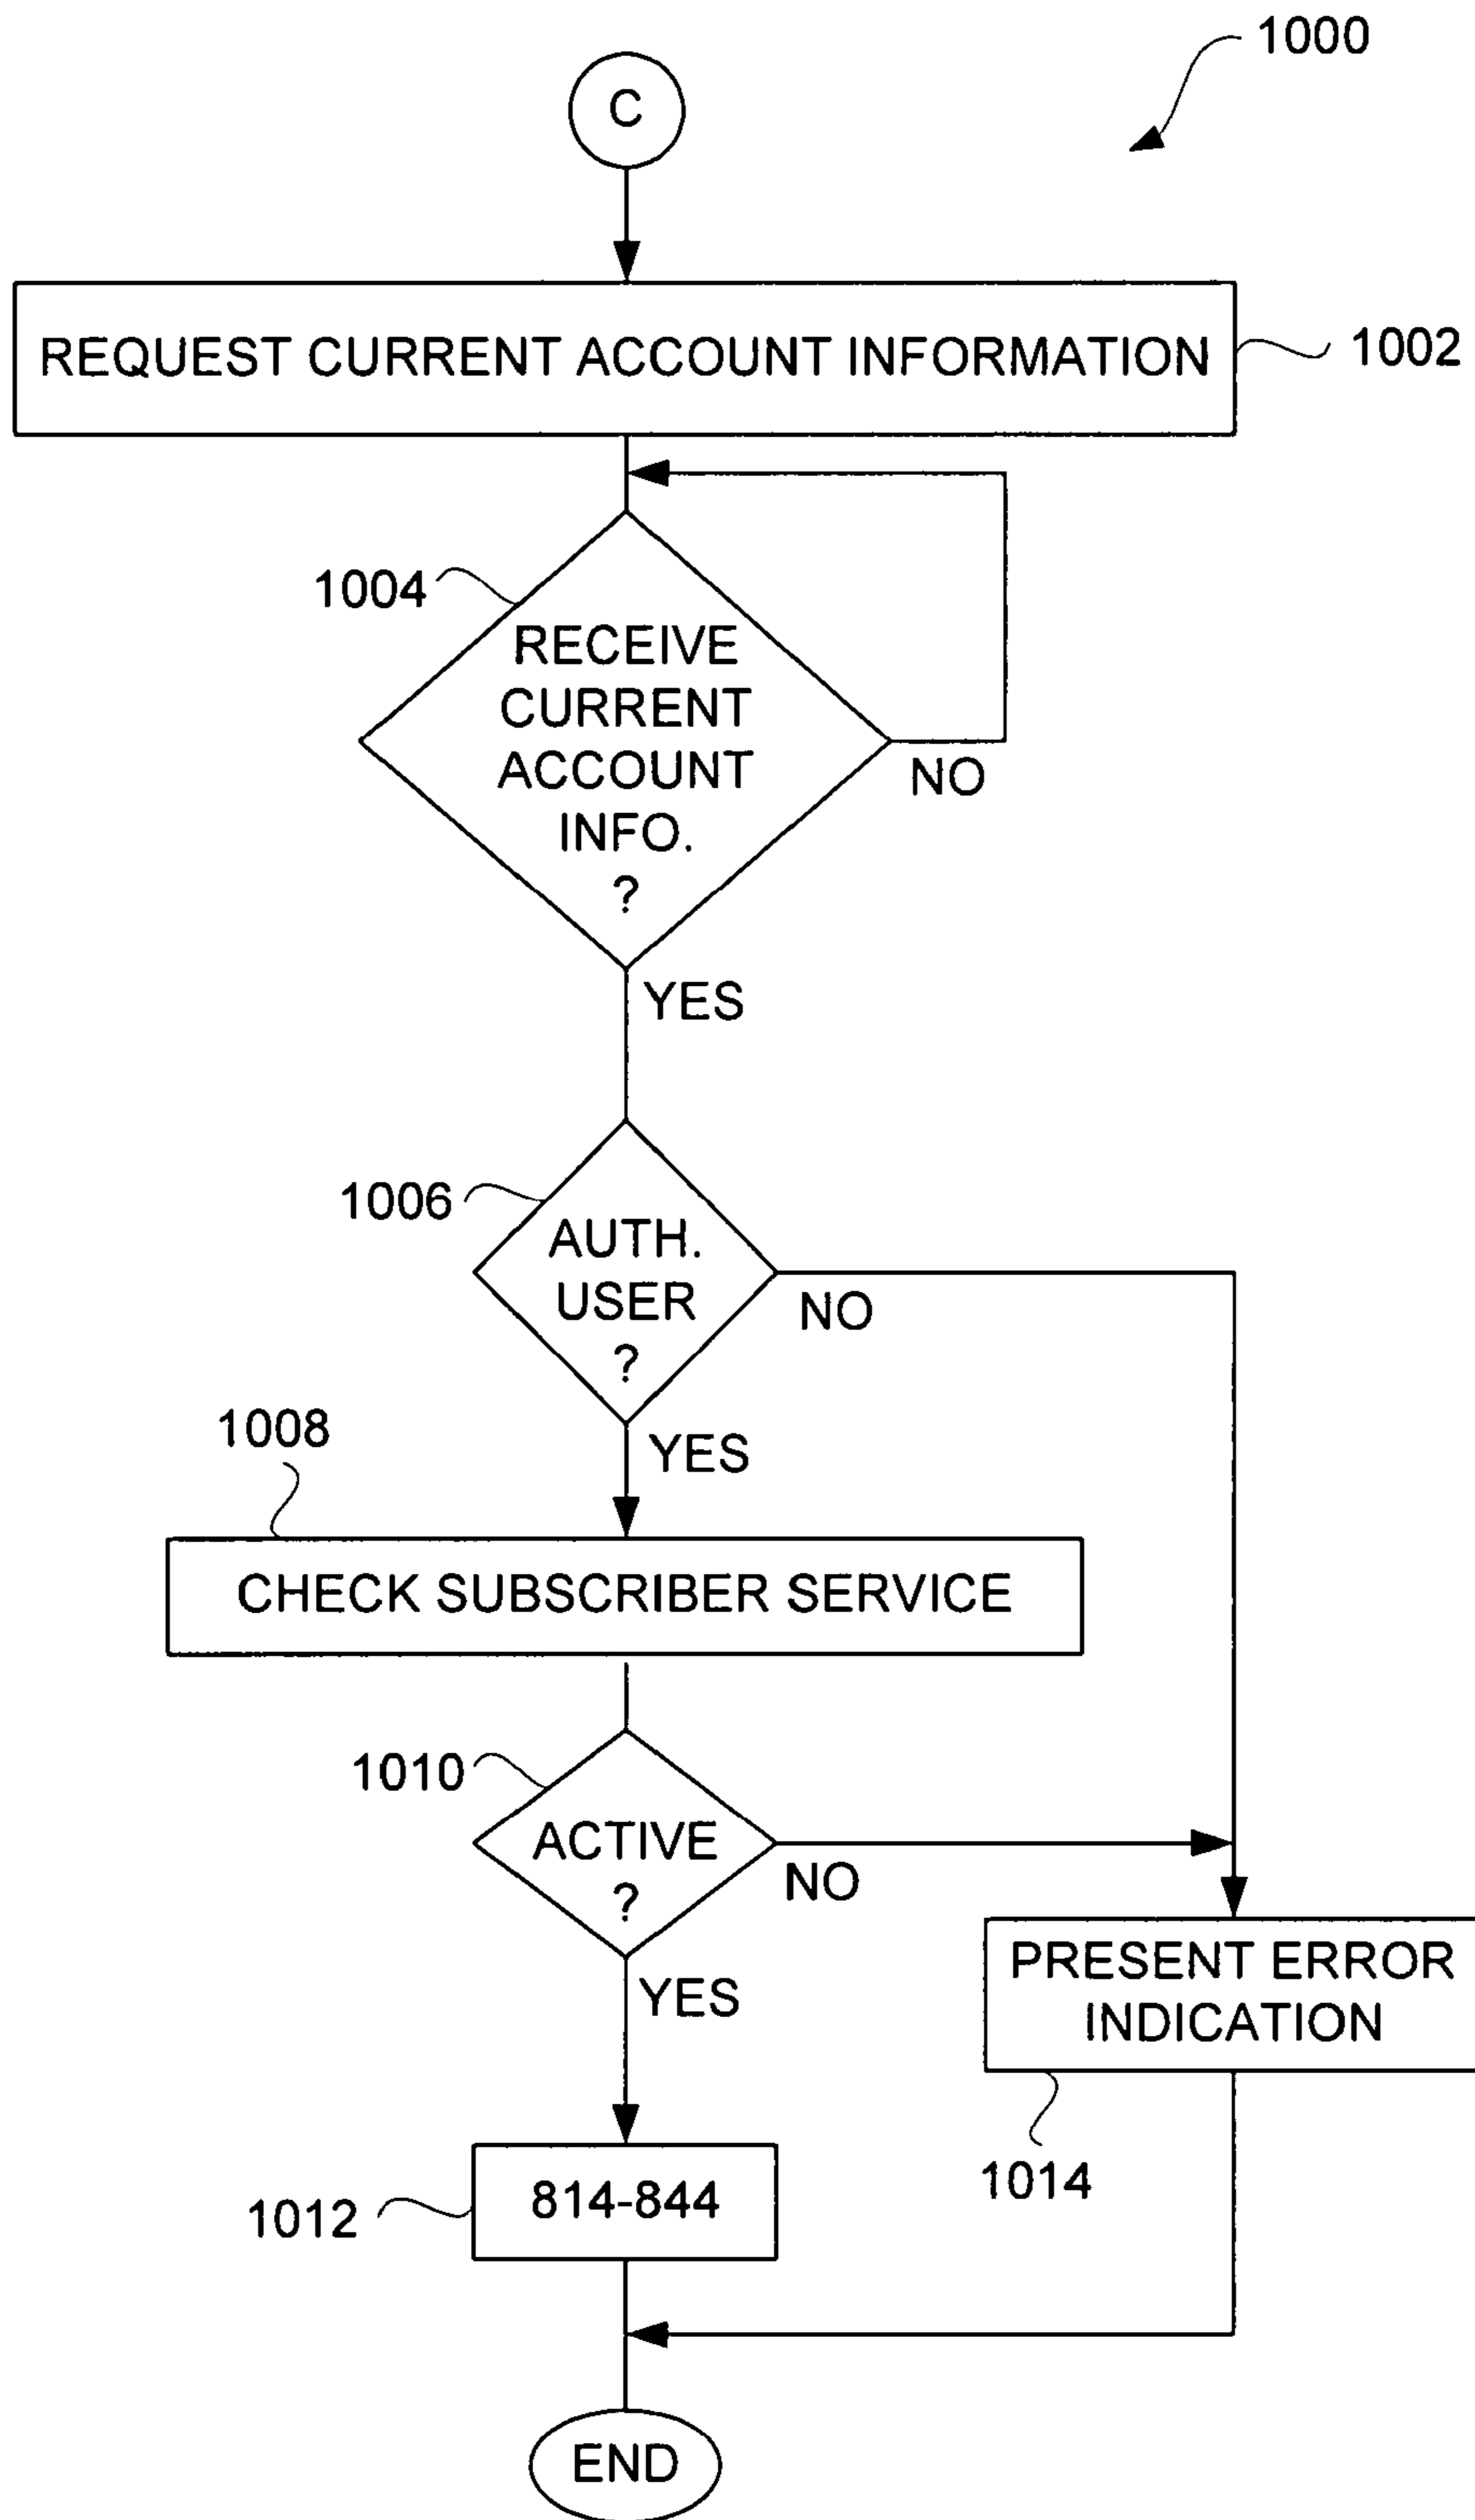 1000
C
REQUEST CURRENT ACCOUNT INFORMATION
1002
1004
RECEIVE
CURRENT
ACCOUNT
INFO.
?
NO
YES
1006
AUTH.
USER
?
NO
YES
1008
CHECK SUBSCRIBER SERVICE
1010
ACTIVE
?
NO
YES
PRESENT ERROR
INDICATION
1014
1012
814-844
END